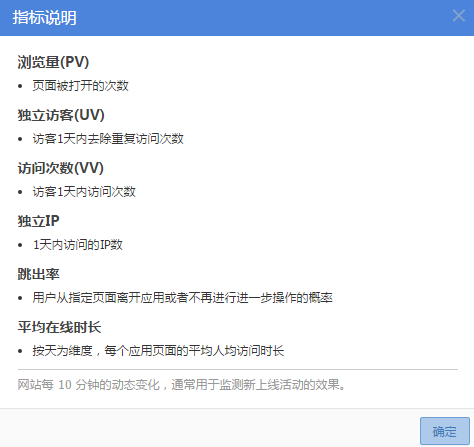 指标说明
浏览量(PV)
页面被打开的次数
独立访客(UV)
访客1天内去除重复访问次数
访问次数(VV)
访客1天内访问次数
独立IP
1天内访问的IP数
跳出率
用户从指定页面离开应用或者不再进行进一步操作的概率
平均在线时长
按天为维度，每个应用页面的平均人均访问时长
网站每 10 分钟的动态变化，通常用于监测新上线活动的效果。
确定